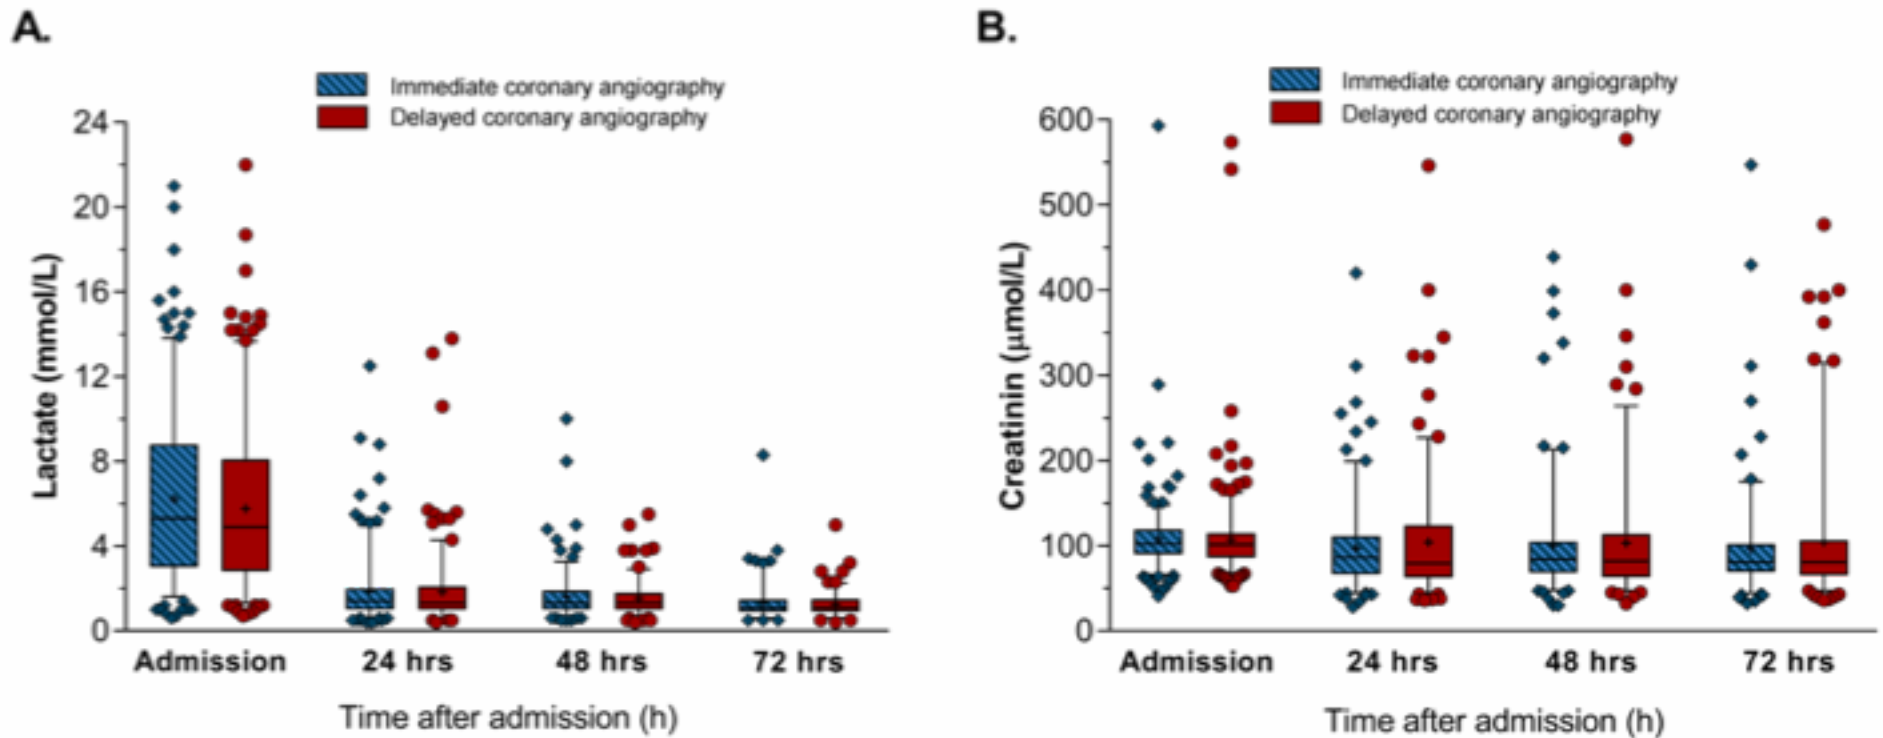 A.
Immediate coronary angiography
Delayed coronary angiography
24
20
16
12
8
4
0
Lactate (mmol/L)
Admission 24 hrs 48 hrs 72 hrs
Time after admission (h)
B.
Immediate coronary angiography
Delayed coronary angiography
600
500
400
300
200
100
0
Creatinin (μmol/L)
Admission 24 hrs 48 hrs 72 hrs
Time after admission (h)